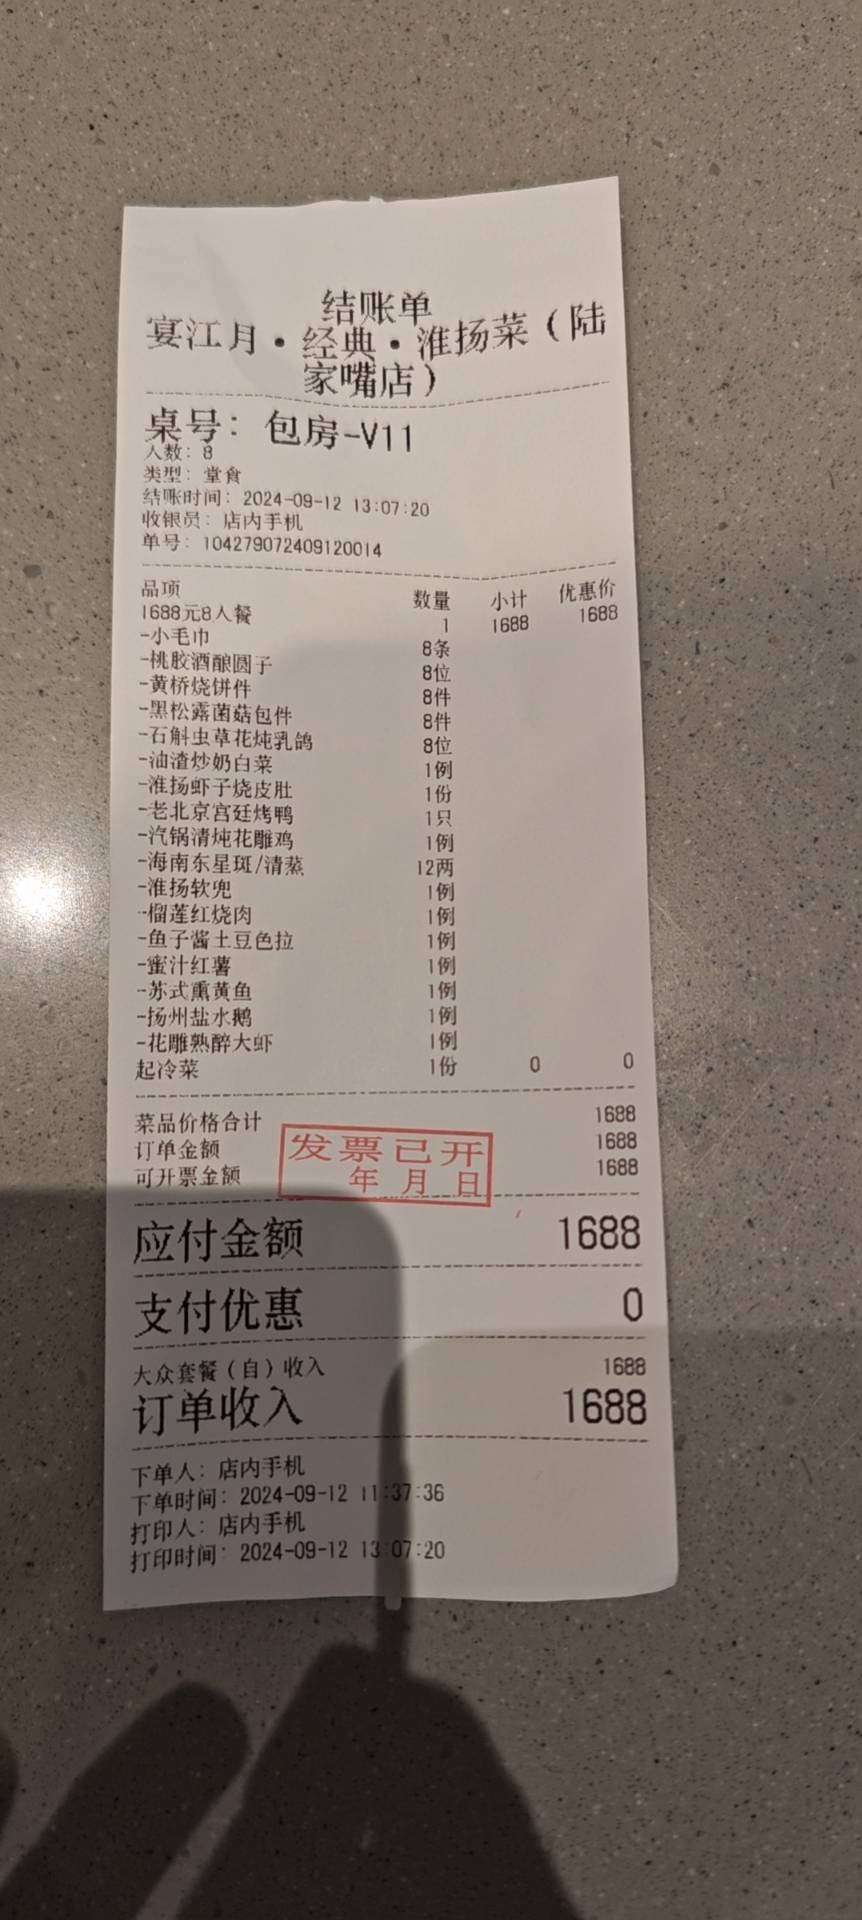 结账单
宴江月·经典·淮扬菜(陆
家嘴店)
桌号: 包房-V11
人数: 8
类型: 堂食
结账时间: 2024-09-12 13:07:20
收银员: 店内手机
单号: 104279072409120014
品项 数量 小计 优惠价
1688元8人餐 1 1688 1688
-小毛巾 8条
-桃胶酒酿圆子 8位
-黄桥烧饼件 8件
-黑松露菌菇包件 8件
-石斛虫草花炖乳鸽 8位
-油渣炒奶白菜 1例
-淮扬虾子烧皮肚 1份
-老北京宫廷烤鸭 1只
-汽锅清炖花雕鸡 1例
-海南东星斑/清蒸 12两
-淮扬软兜 1例
-榴莲红烧肉 1例
-鱼子酱土豆色拉 1例
-蜜汁红薯 1例
-苏式熏黄鱼 1例
-扬州盐水鹅 1例
-花雕熟醉大虾 1例
起冷菜 1份 0 0
菜品价格合计 1688
订单金额 1688
可开票金额 1688
发票已开
年 月 日
应付金额 1688
支付优惠 0
大众套餐(自)收入 1688
订单收入 1688
下单人: 店内手机
下单时间: 2024-09-12 11:37:36
打印人: 店内手机
打印时间: 2024-09-12 13:07:20